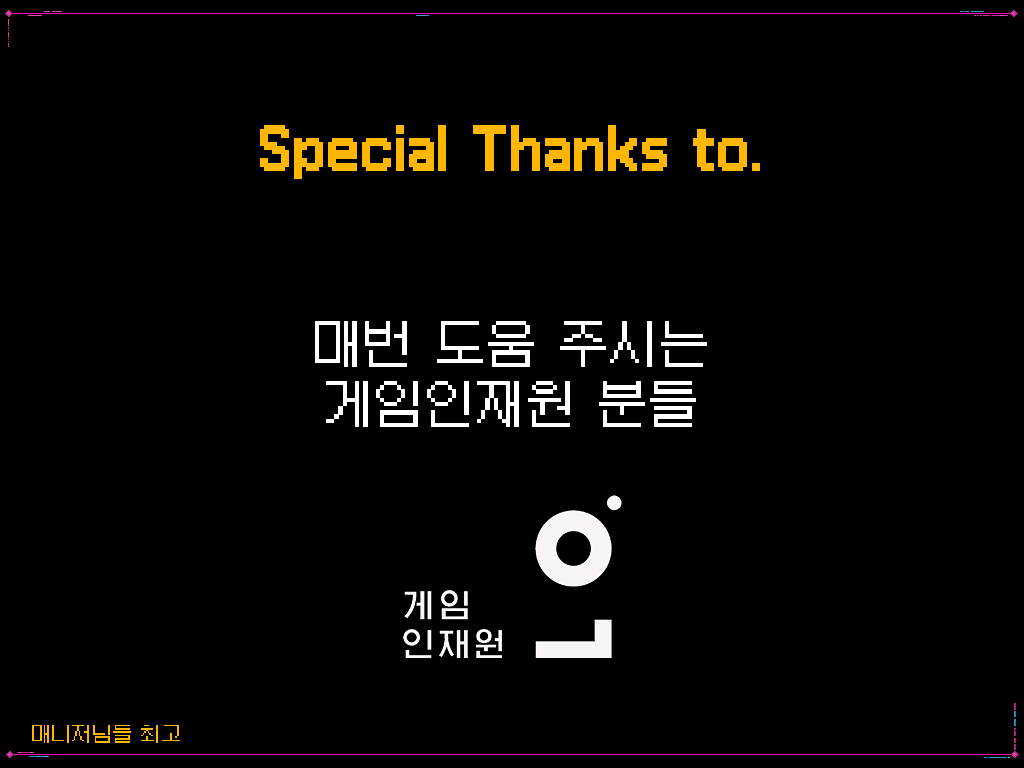 Special Thanks to.
매번 도움 주시는
게임인재원 분들
게임
인재원
매니저님들 최고